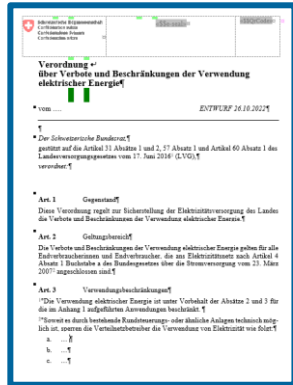 Schweizerische Eidgenossenschaft
Confédération suisse
Confederazione Svizzera
Confederaziun svizra
Verordnung ↵
über Verbote und Beschränkungen der Verwendung
elektrischer Energie¶
vom ...... ENTWURF 26.10.2022¶
¶
Der Schweizerische Bundesrat,¶
gestützt auf die Artikel 31 Absätze 1 und 2, 57 Absatz 1 und Artikel 60 Absatz 1 des
Landesversorgungsgesetzes vom 17. Juni 2016¹ (LVG),¶
verordnet:¶
Art. 1 Gegenstand¶
Diese Verordnung regelt zur Sicherstellung der Elektrizitätsversorgung des Landes
die Verbote und Beschränkungen der Verwendung elektrischer Energie.¶
Art. 2 Geltungsbereich¶
Die Verbote und Beschränkungen der Verwendung elektrischer Energie gelten für alle
Endverbraucherinnen und Endverbraucher, die ans Elektrizitätsnetz nach Artikel 4
Absatz 1 Buchstabe a des Bundesgesetzes über die Stromversorgung vom 23. März
2007² angeschlossen sind.¶
Art. 3 Verwendungsbeschränkungen¶
¹°Die Verwendung elektrischer Energie ist unter Vorbehalt der Absätze 2 und 3 für
die im Anhang 1 aufgeführten Anwendungen beschränkt. ¶
²°Soweit es durch bestehende Rundsteuerungs- oder ähnliche Anlagen technisch mög-
lich ist, sperren die Verteilnetzbetreiber die Verwendung von Elektrizität wie folgt:¶
a. ...¶
b. ...¶
c. ...¶